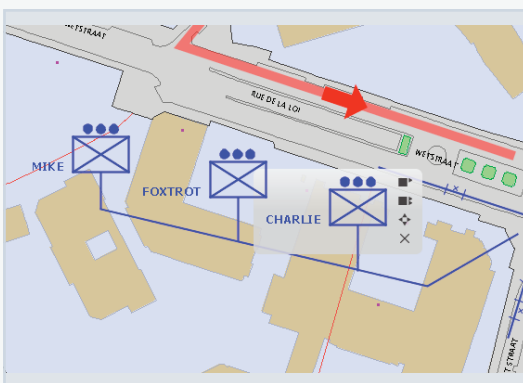 WETSTRAAT
RUE DE LA LOI
WETSTRAAT
MIKE
FOXTROT
CHARLIE